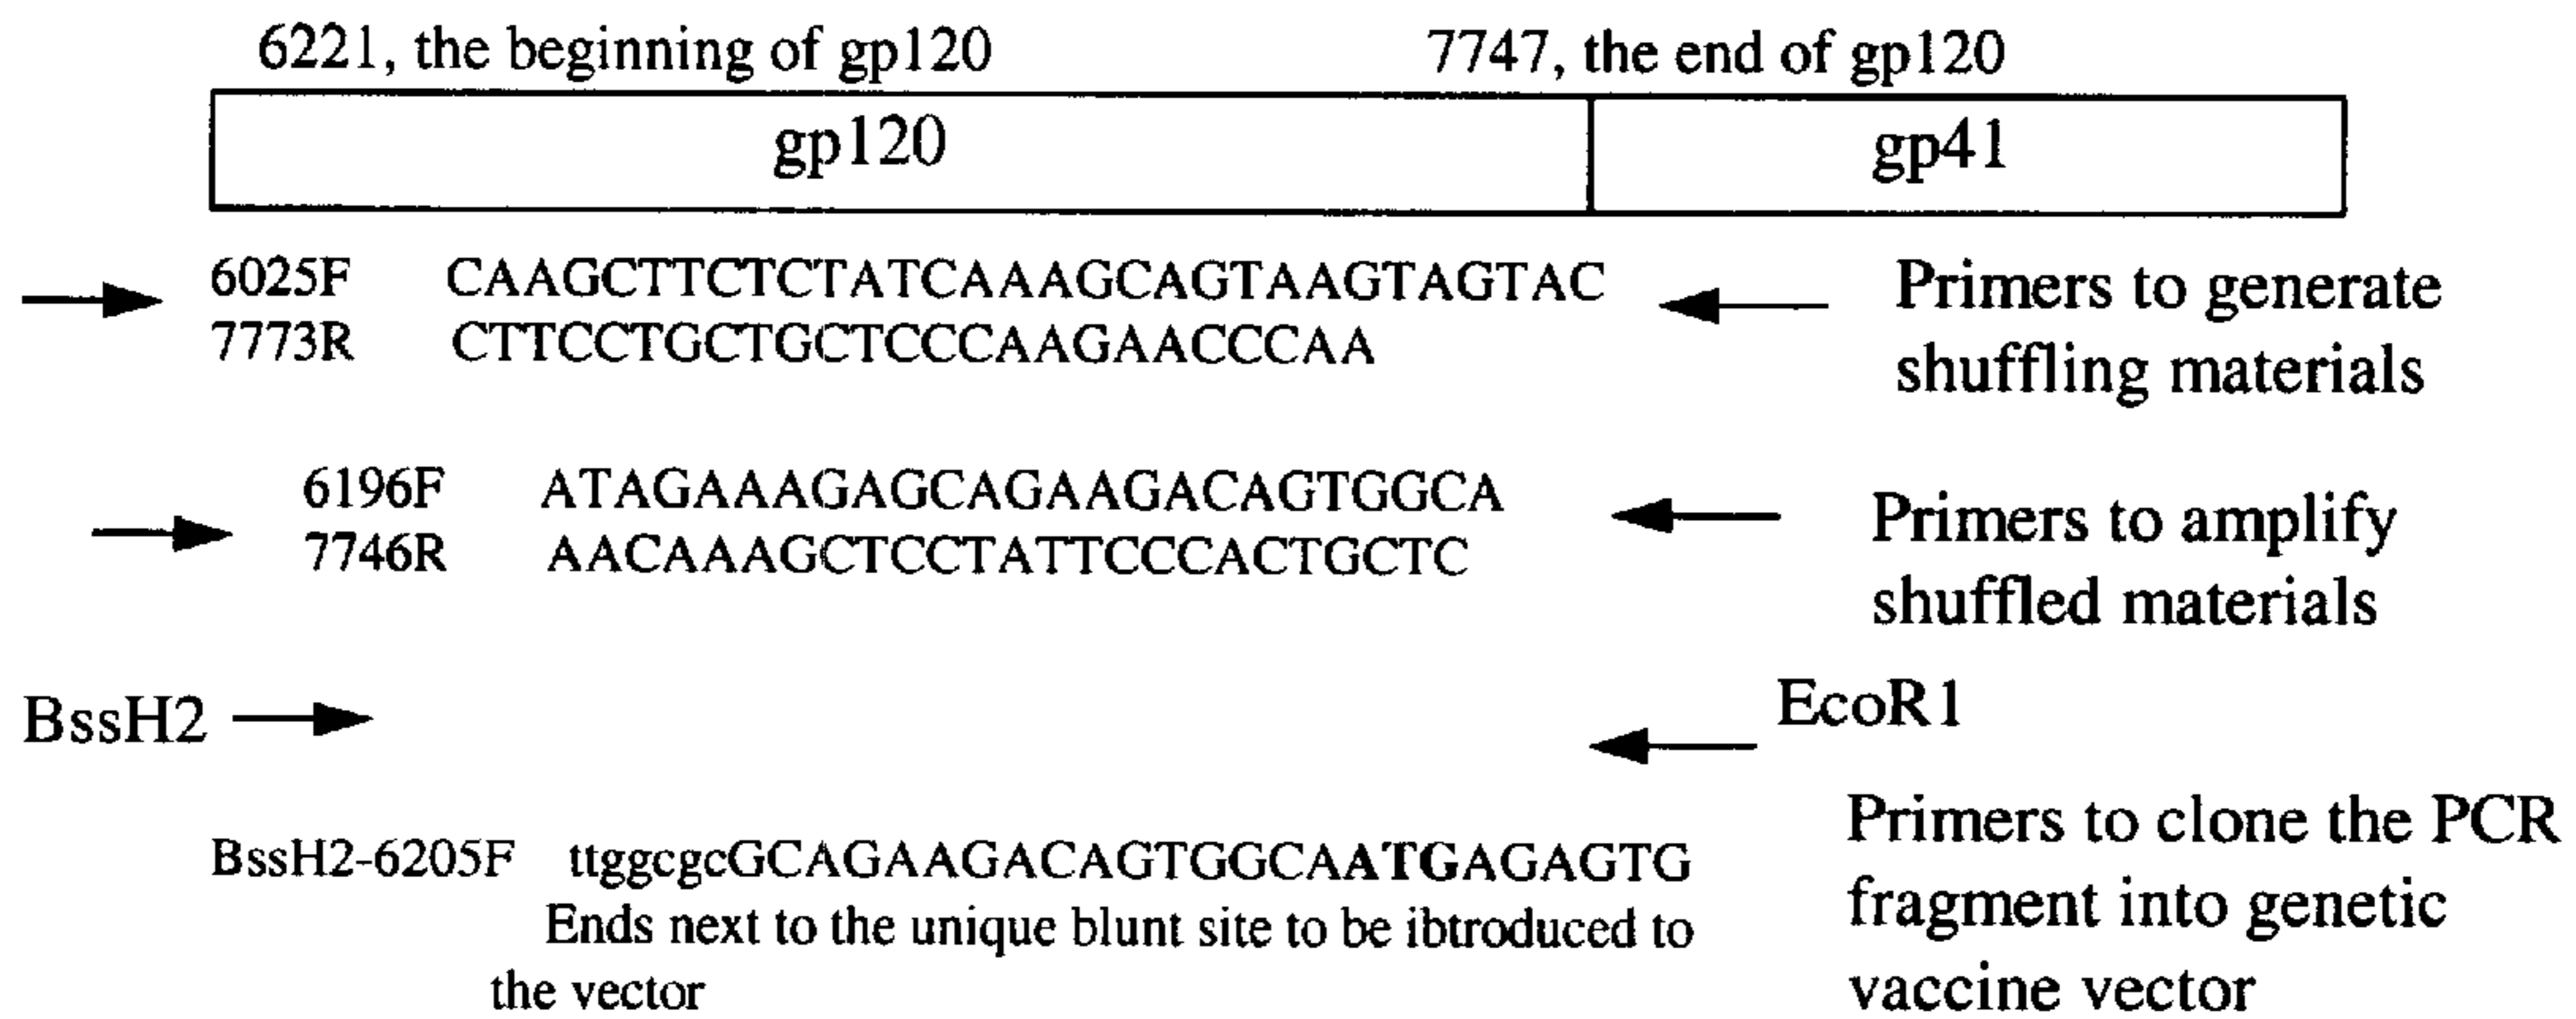 6221, the beginning of gp120 7747, the end of gp120
gp120 gp41
6025F CAAGCTTCTCTATCAAAGCAGTAAGTAGTAC
7773R CTTCCTGCTGCTCCCAAGAACCCAA
Primers to generate
shuffling materials
6196F ATAGAAAGAGCAGAAGACAGTGGCA
7746R AACAAAGCTCCTATTCCCACTGCTC
Primers to amplify
shuffled materials
BssH2
EcoR1
BssH2-6205F ttggcgcGCAGAAGACAGTGGCAATGAGAGTG
Ends next to the unique blunt site to be ibtroduced to
the vector
Primers to clone the PCR
fragment into genetic
vaccine vector